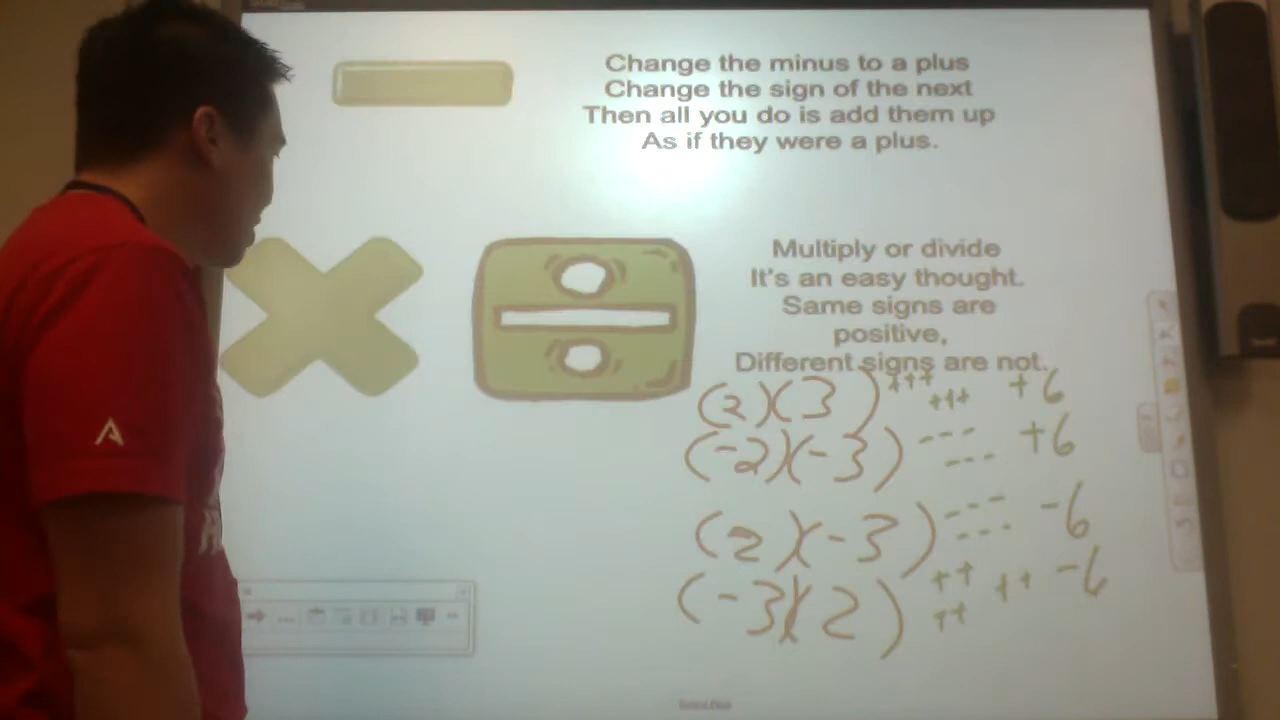 Change the minus to a plus
Change the sign of the next
Then all you do is add them up
As if they were a plus.
Multiply or divide
It's an easy thought.
Same signs are
positive,
Different signs are not.
(2)(3) +++ +++ +6
(-2)(-3) --- --- +6
(2)(-3) --- --- -6
(-3)(2) ++ ++ ++ -6